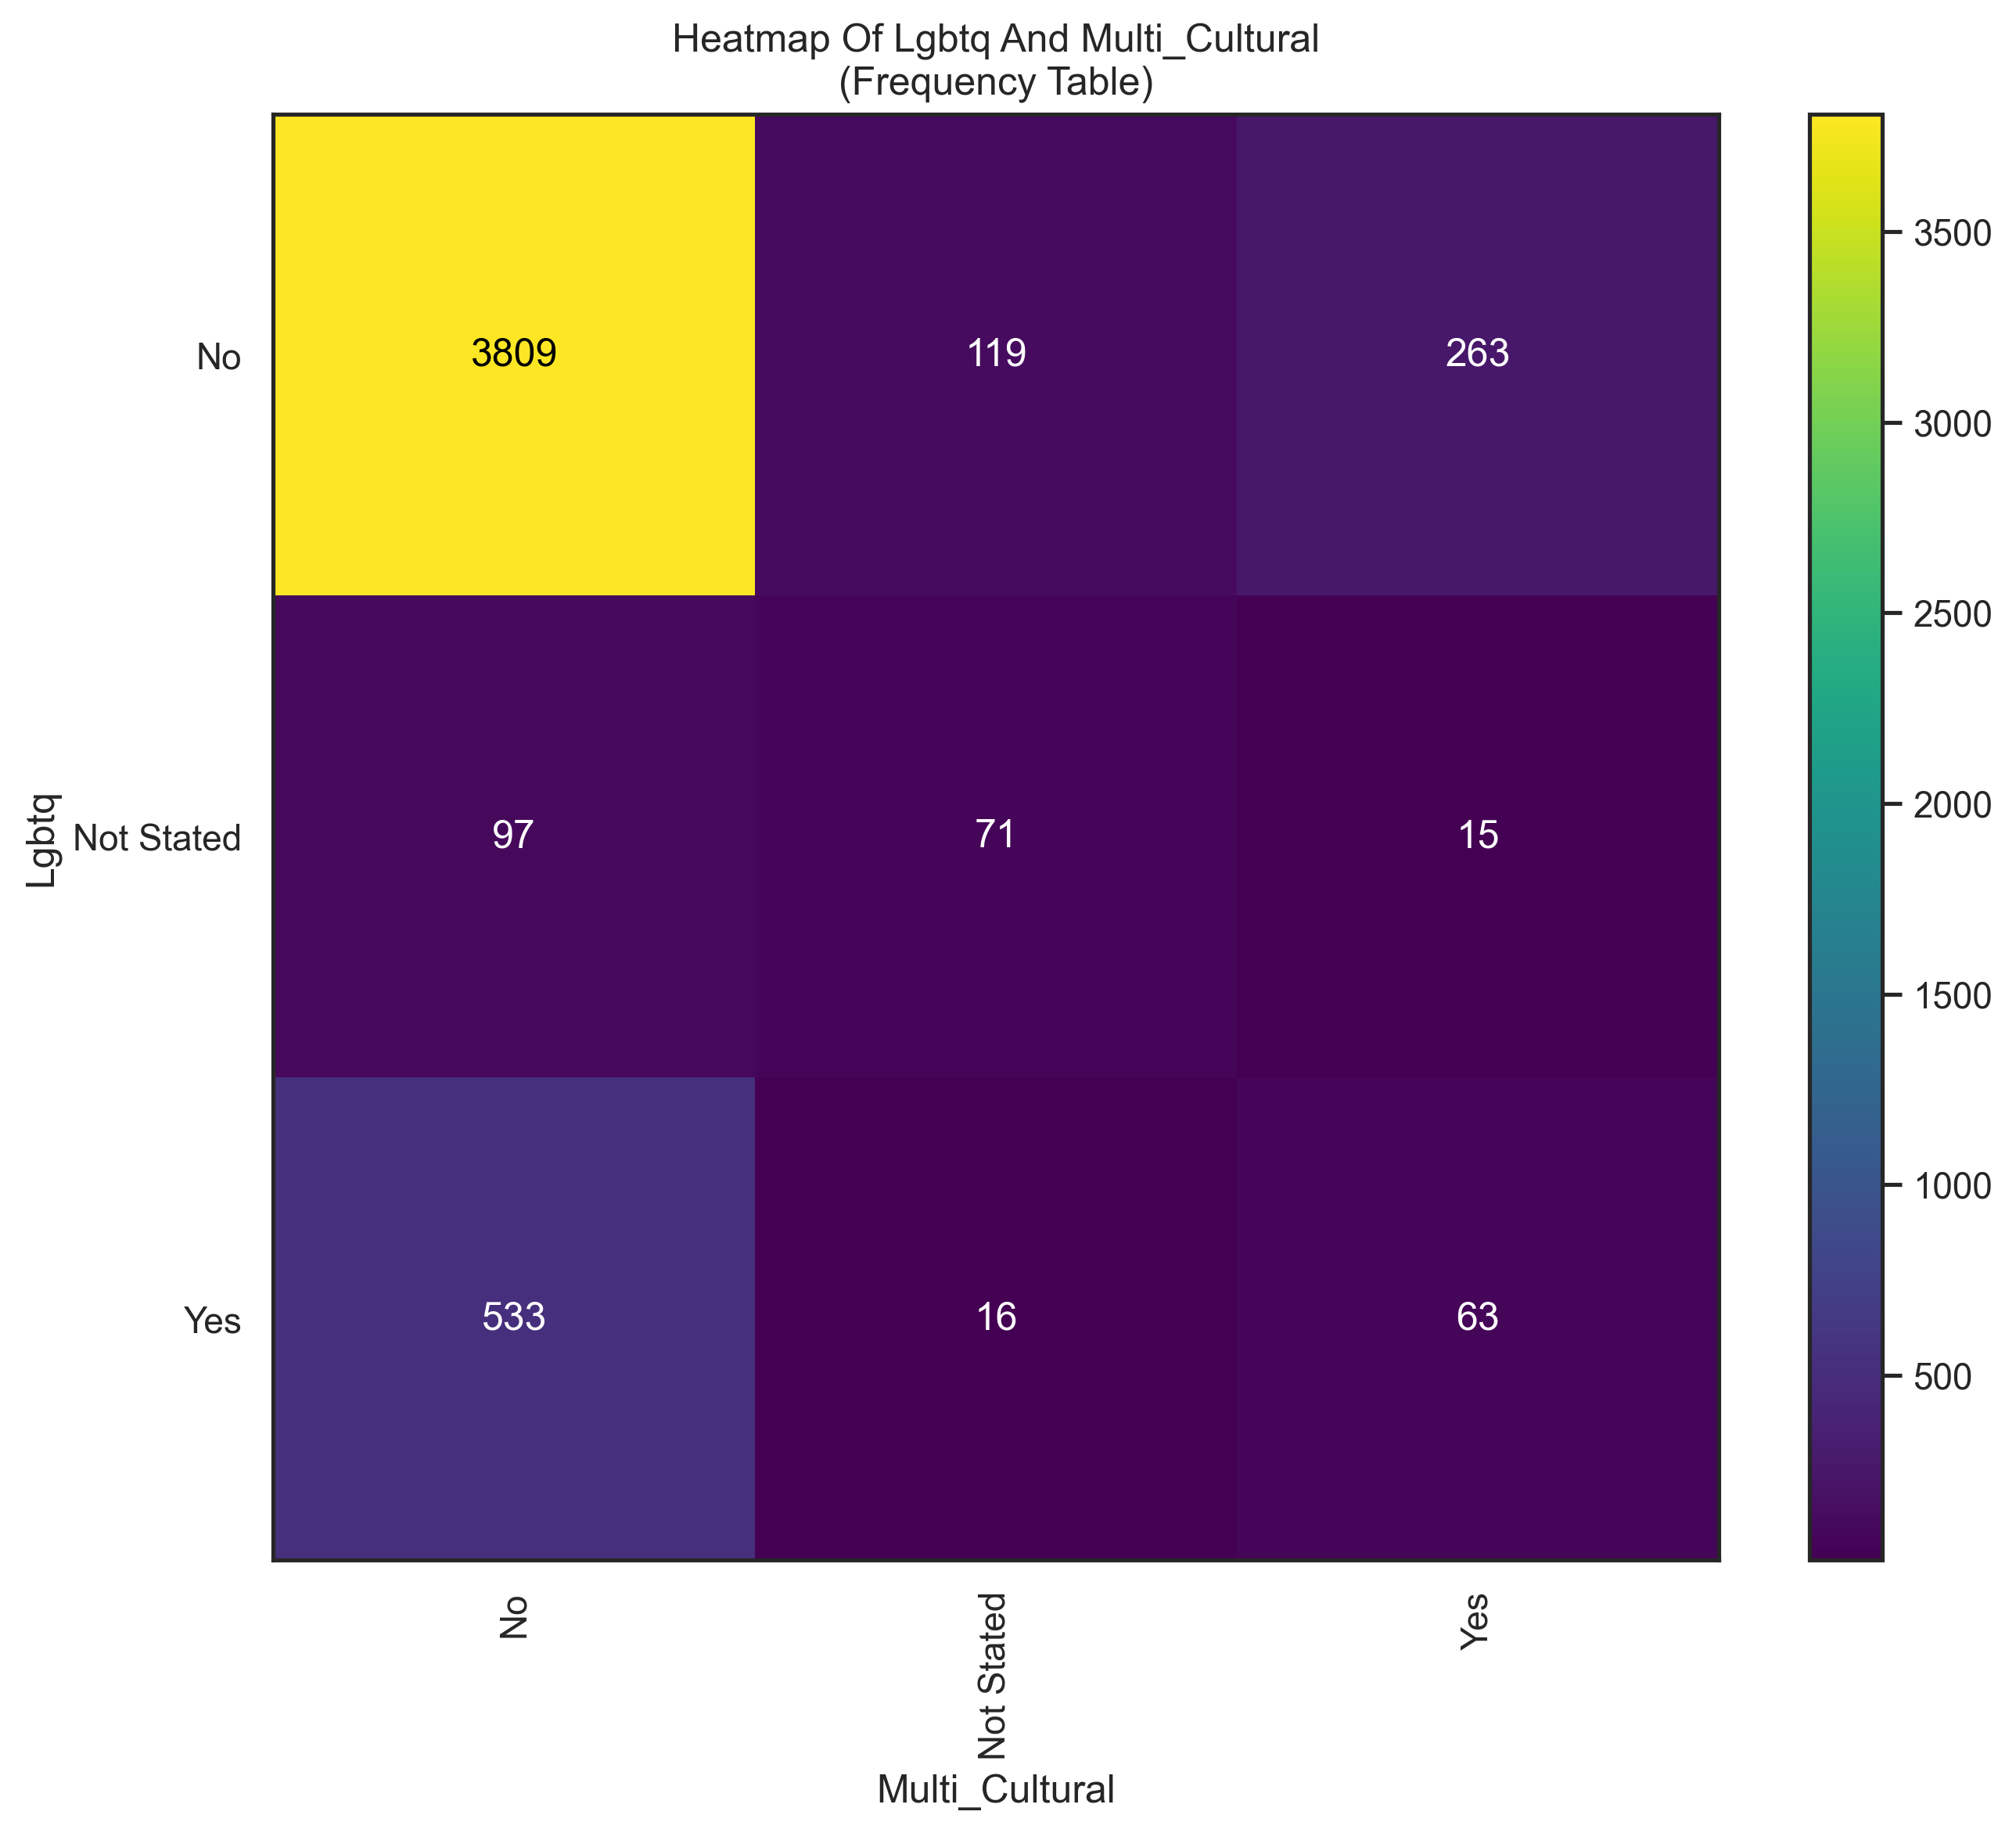 Heatmap Of Lgbtq And Multi_Cultural
(Frequency Table)
Lgbtq
No
3809
119
263
Not Stated
97
71
15
Yes
533
16
63
No
Not Stated
Yes
Multi_Cultural
3500
3000
2500
2000
1500
1000
500